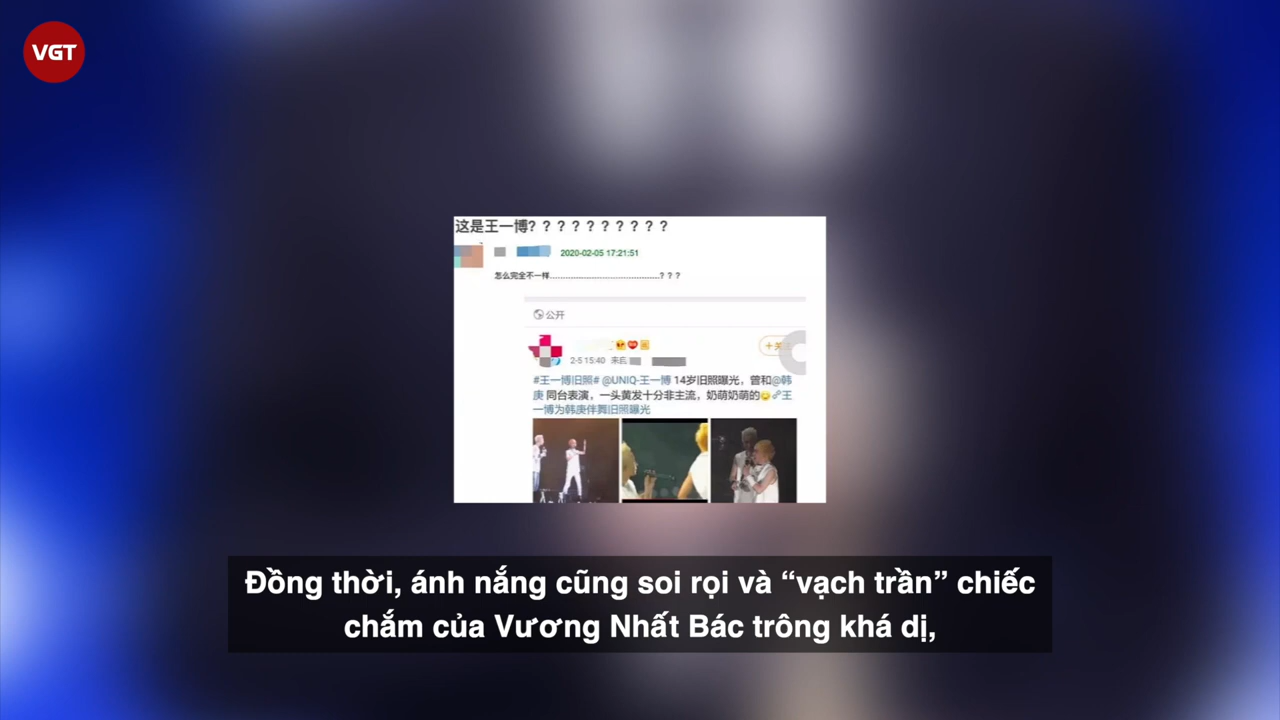 VGT
这是王一博？？？？？？？？？？
2020-02-05 17:21:51
怎么完全不一样............................................？？？
公开
2-5 15:40 来自
#王一博旧照# @UNIQ-王一博 14岁旧照曝光，曾和@韩
庚 同台表演，一头黄发十分非主流，奶萌奶萌的 王
一博为韩庚伴舞旧照曝光
Đồng thời, ánh nắng cũng soi rọi và “vạch trần” chiếc
chắm của Vương Nhất Bác trông khá dị,